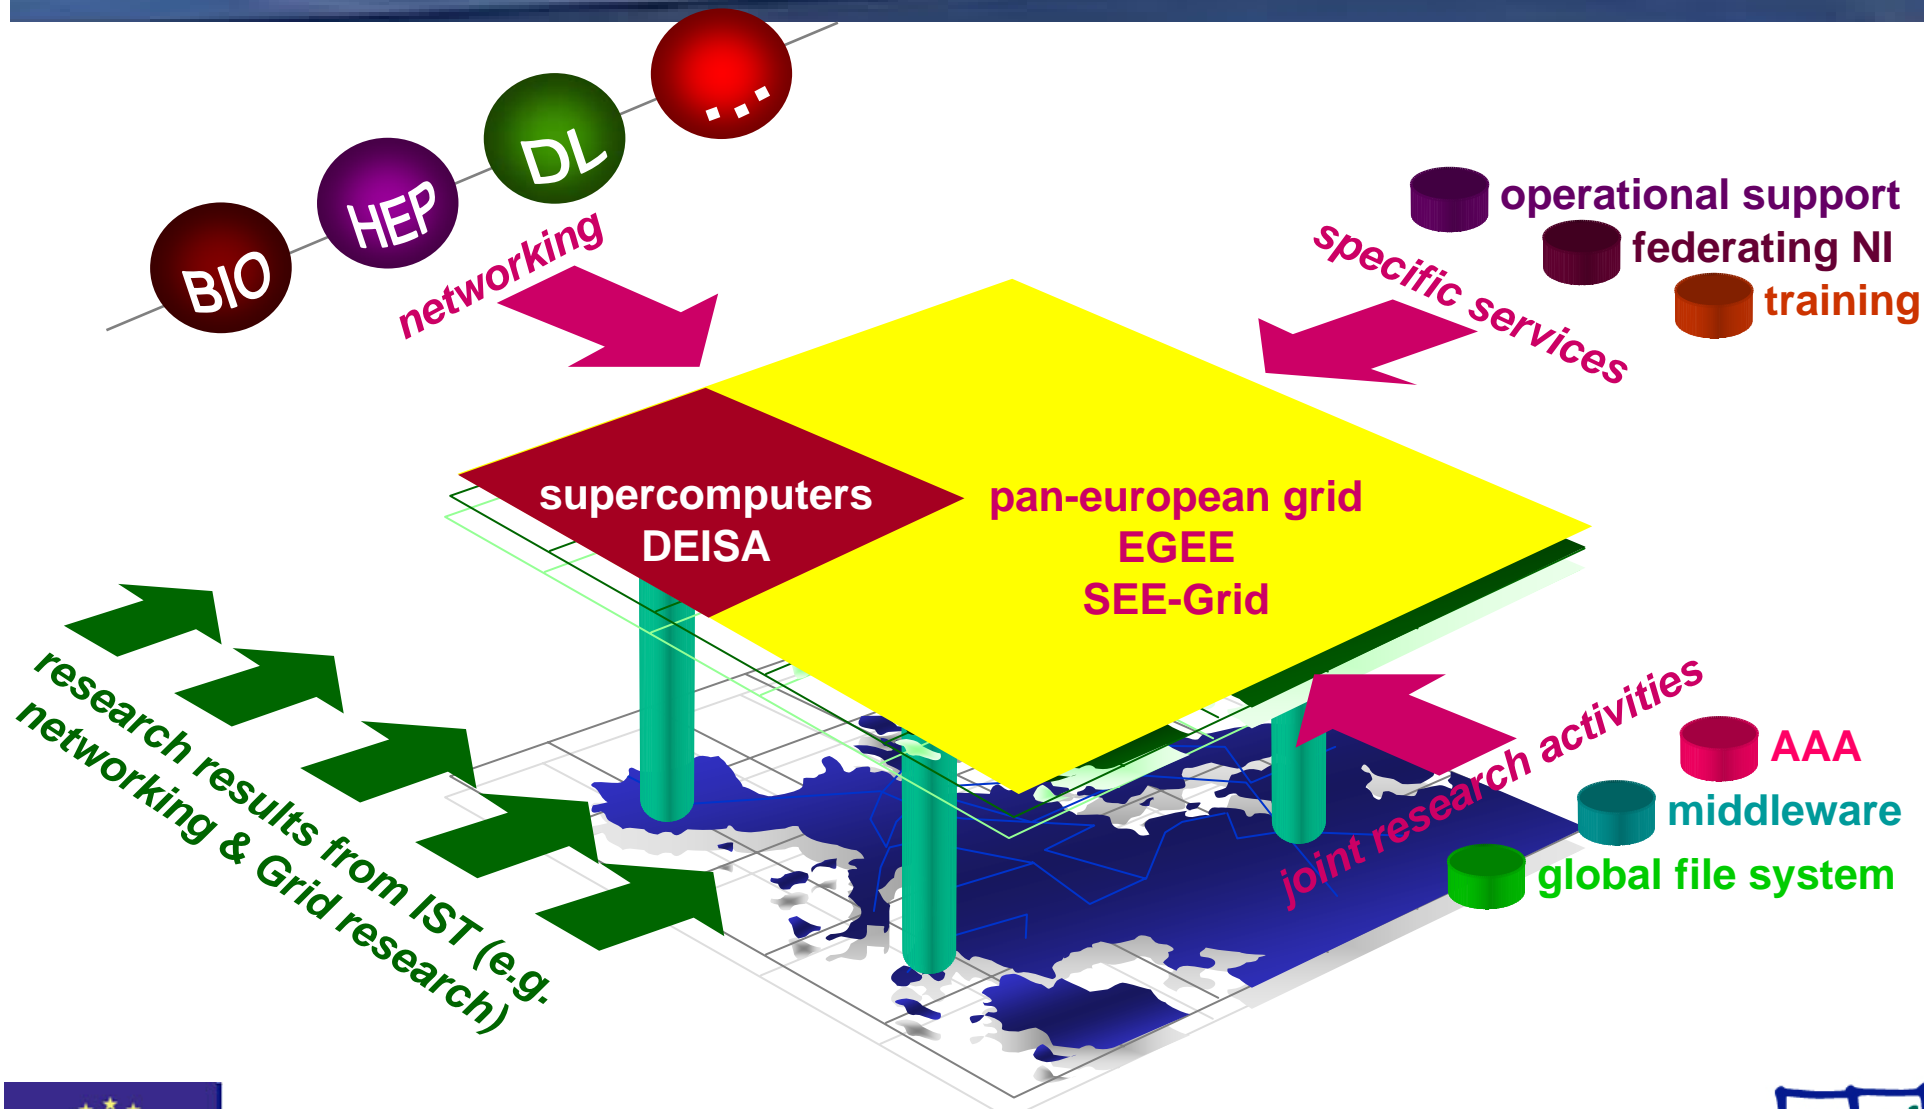 ...
DL
HEP
BIO
networking
operational support
federating NI
training
specific services
supercomputers
DEISA
pan-european grid
EGEE
SEE-Grid
research results from IST (e.g.
networking & Grid research)
joint research activities
AAA
middleware
global file system